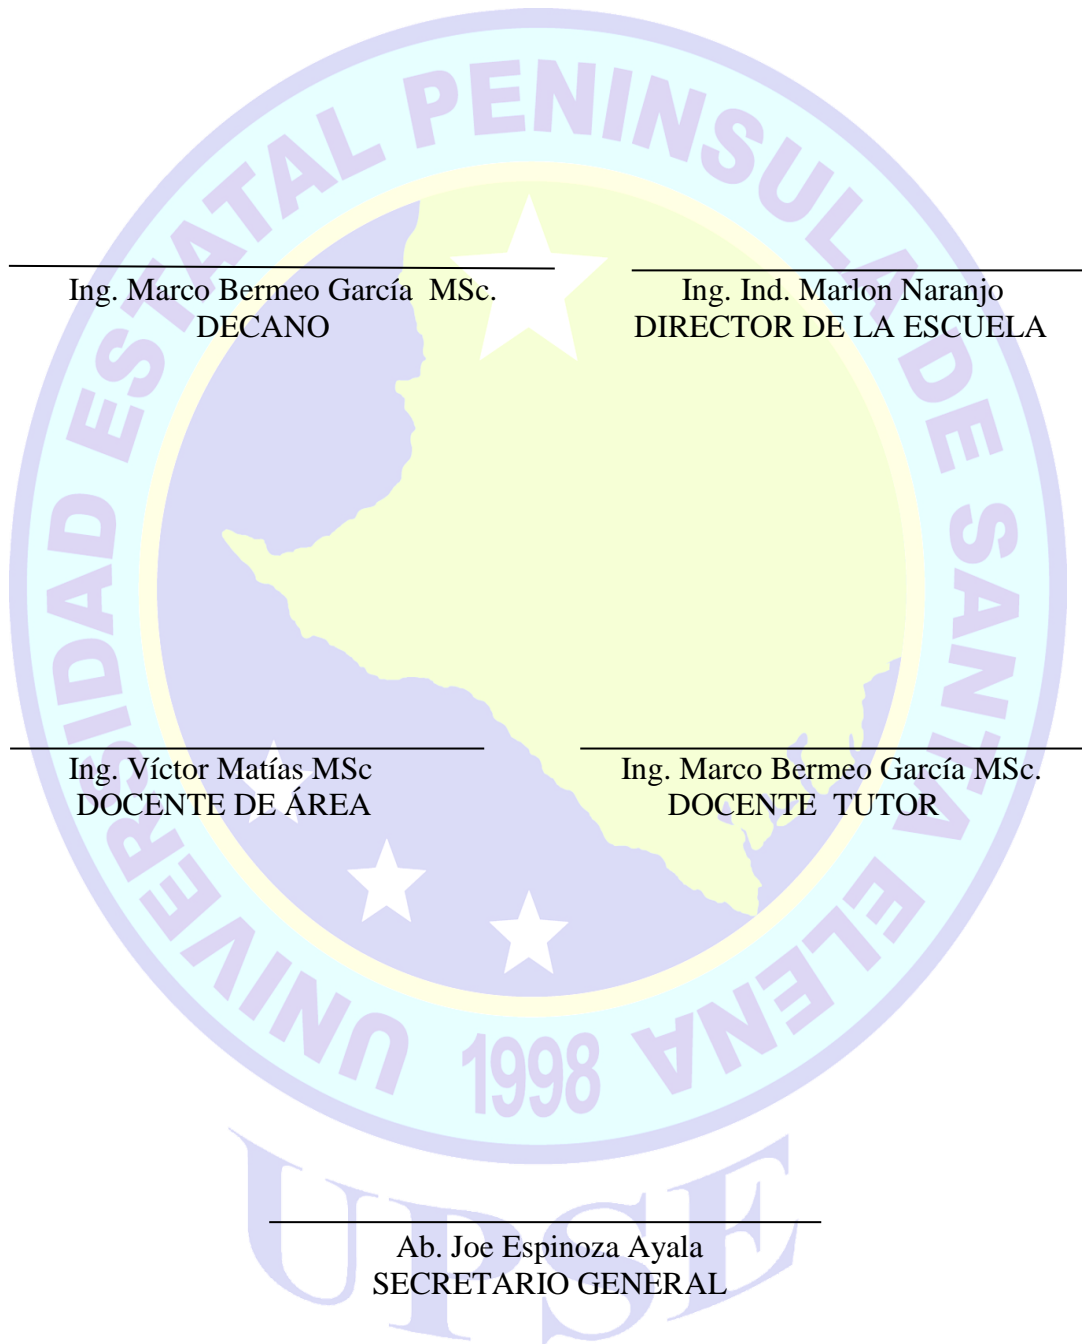 UNIVERSIDAD ESTATAL PENINSULA DE SANTA ELENA
Ing. Marco Bermeo García MSc.
DECANO
Ing. Ind. Marlon Naranjo
DIRECTOR DE LA ESCUELA
Ing. Víctor Matías MSc
DOCENTE DE ÁREA
Ing. Marco Bermeo García MSc.
DOCENTE TUTOR
1998
UPSE
Ab. Joe Espinoza Ayala
SECRETARIO GENERAL